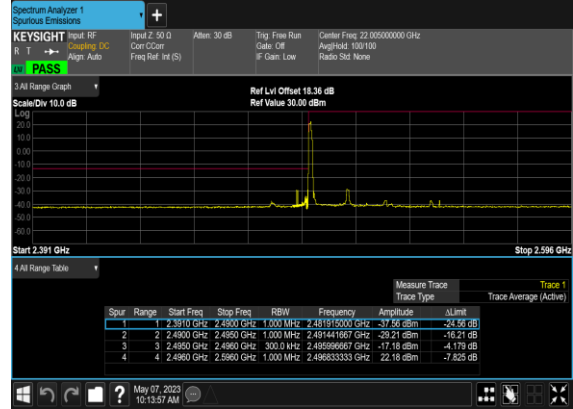 Spectrum Analyzer 1
Spurious Emissions
KEYSIGHT Input: RF Input Z: 50 Ω Atten: 30 dB Trig: Free Run Center Freq: 22.005000000 GHz
R T Coupling: DC Corr CCorr Gate: Off Avg|Hold: 100/100
Align: Auto Freq Ref: Int (S) IF Gain: Low Radio Std: None
PASS
3 All Range Graph
Ref Lvl Offset 18.36 dB
Scale/Div 10.0 dB Ref Value 30.00 dBm
Log
20.0
10.0
0.00
-10.0
-20.0
-30.0
-40.0
-50.0
-60.0
Start 2.391 GHz Stop 2.596 GHz
4 All Range Table
Measure Trace Trace 1
Trace Type Trace Average (Active)
Spur Range Start Freq Stop Freq RBW Frequency Amplitude ΔLimit
1 1 2.3910 GHz 2.4900 GHz 1.000 MHz 2.481915000 GHz -37.56 dBm -24.56 dB
2 2 2.4900 GHz 2.4950 GHz 1.000 MHz 2.491441667 GHz -29.21 dBm -16.21 dB
3 3 2.4950 GHz 2.4960 GHz 300.0 kHz 2.495996667 GHz -17.18 dBm -4.179 dB
4 4 2.4960 GHz 2.5960 GHz 1.000 MHz 2.496833333 GHz 22.18 dBm -7.825 dB
May 07, 2023
10:13:57 AM